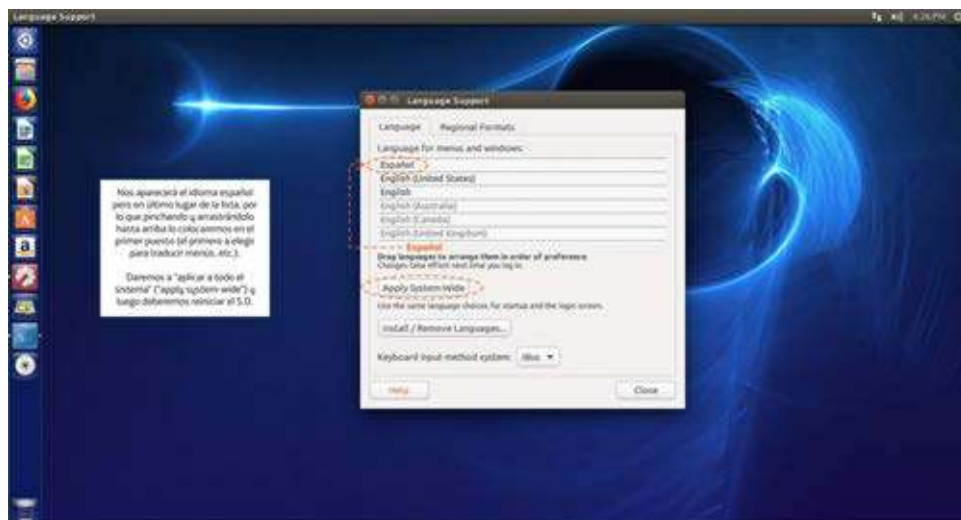 Language Support
4:26 PM
Language Support
Language
Regional Formats
Language for menus and windows:
Español
English (United States)
English
English (Australia)
English (Canada)
English (United Kingdom)
Español
Drag languages to arrange them in order of preference.
Changes take effect next time you log in.
Apply System-Wide
Use the same language choices for startup and the login screen.
Install / Remove Languages...
Keyboard input method system:
IBus
Help
Close
Nos aparecerá el idioma español
pero en último lugar de la lista, por
lo que pinchando y arrastrándolo
hasta arriba lo colocaremos en el
primer puesto (el primero a elegir
para traducir menús, etc.).
Daremos a "aplicar a todo el
sistema" ("apply system-wide") y
luego deberemos reiniciar el S.O.